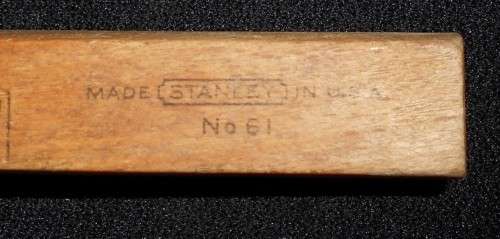 MADE STANLEY IN U.S.A.
No 61